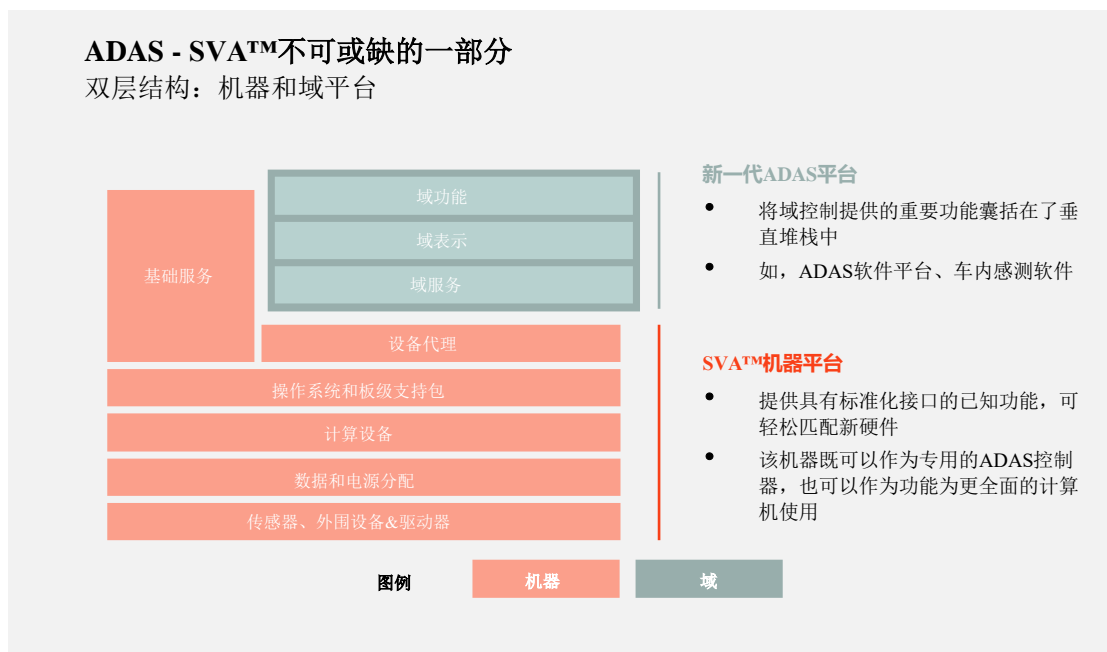 ADAS - SVA™不可或缺的一部分
双层结构：机器和域平台
基础服务
域功能
域表示
域服务
设备代理
操作系统和板级支持包
计算设备
数据和电源分配
传感器、外围设备&驱动器
新一代ADAS平台
• 将域控制提供的重要功能囊括在了垂
直堆栈中
• 如，ADAS软件平台、车内感测软件
SVA™机器平台
• 提供具有标准化接口的已知功能，可
轻松匹配新硬件
• 该机器既可以作为专用的ADAS控制
器，也可以作为功能为更全面的计算
机使用
图例
机器
域